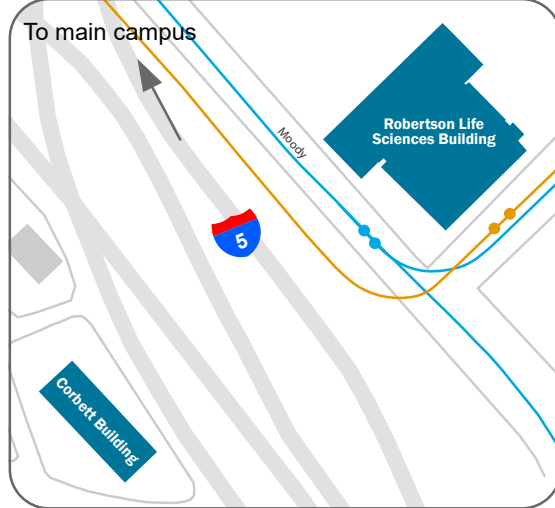 To main campus
Robertson Life
Sciences Building
Moody
5
Corbett Building